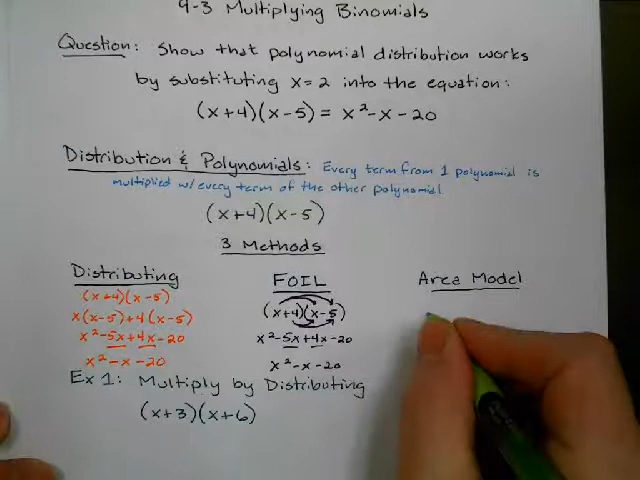 9-3 Multiplying Binomials
Question: Show that polynomial distribution works
by substituting x = 2 into the equation:
(x+4)(x-5) = x² - x - 20
Distribution & Polynomials: Every term from 1 polynomial is
multiplied w/ every term of the other polynomial.
(x+4)(x-5)
3 Methods
Distributing
(x+4)(x-5)
x(x-5)+4(x-5)
x²-5x+4x-20
x²-x-20
FOIL
(x+4)(x-5)
x²-5x+4x-20
x²-x-20
Area Model
Ex 1: Multiply by Distributing
(x+3)(x+6)